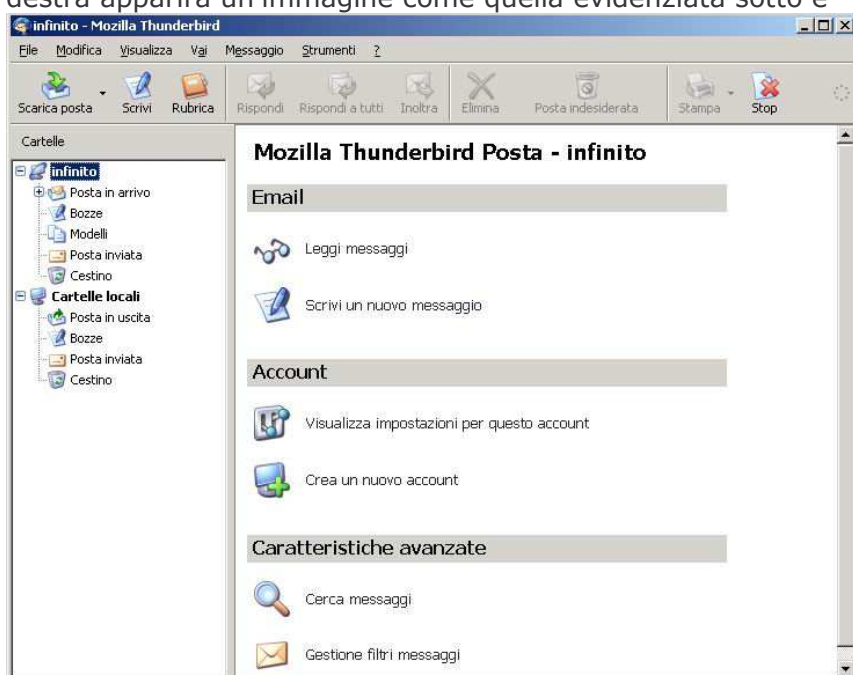 destra apparirà un'immagine come quella evidenziata sotto e
infinito - Mozilla Thunderbird
File Modifica Visualizza Vai Messaggio Strumenti ?
Scarica posta Scrivi Rubrica Rispondi Rispondi a tutti Inoltra Elimina Posta indesiderata Stampa Stop
Cartelle
infinito
Posta in arrivo
Bozze
Modelli
Posta inviata
Cestino
Cartelle locali
Posta in uscita
Bozze
Posta inviata
Cestino
Mozilla Thunderbird Posta - infinito
Email
Leggi messaggi
Scrivi un nuovo messaggio
Account
Visualizza impostazioni per questo account
Crea un nuovo account
Caratteristiche avanzate
Cerca messaggi
Gestione filtri messaggi